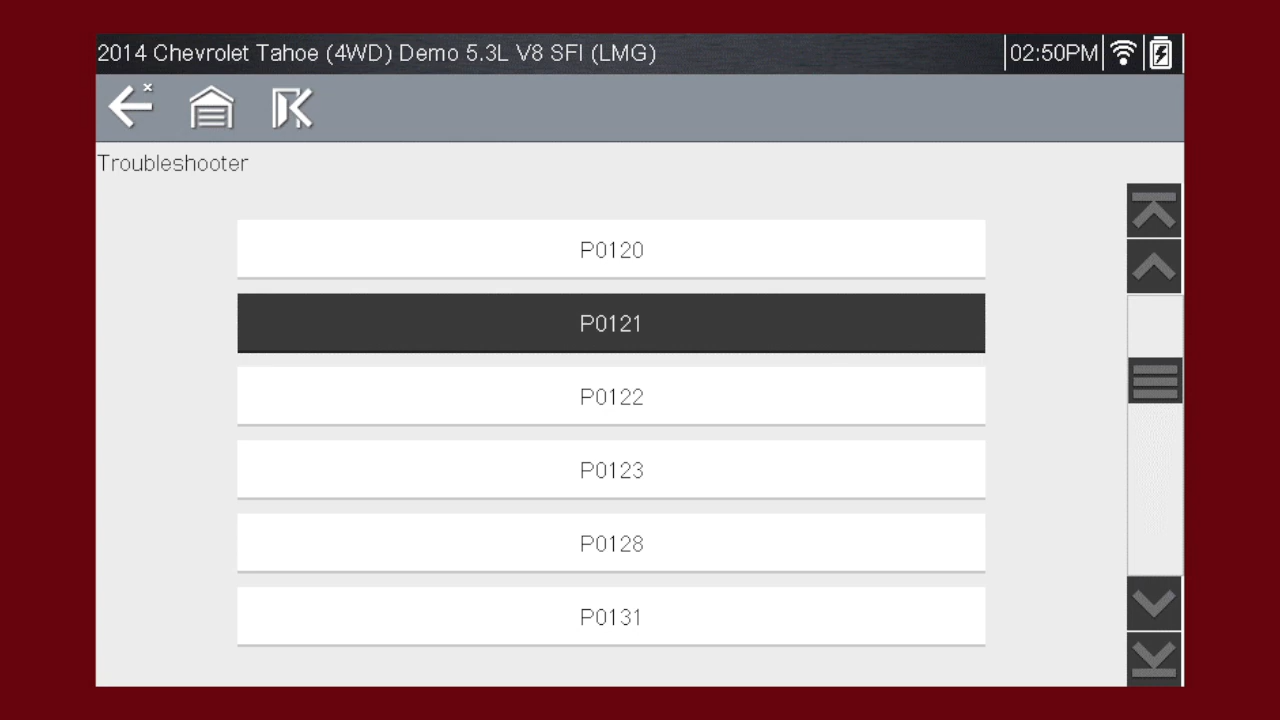 2014 Chevrolet Tahoe (4WD) Demo 5.3L V8 SFI (LMG)
02:50PM
Troubleshooter
P0120
P0121
P0122
P0123
P0128
P0131